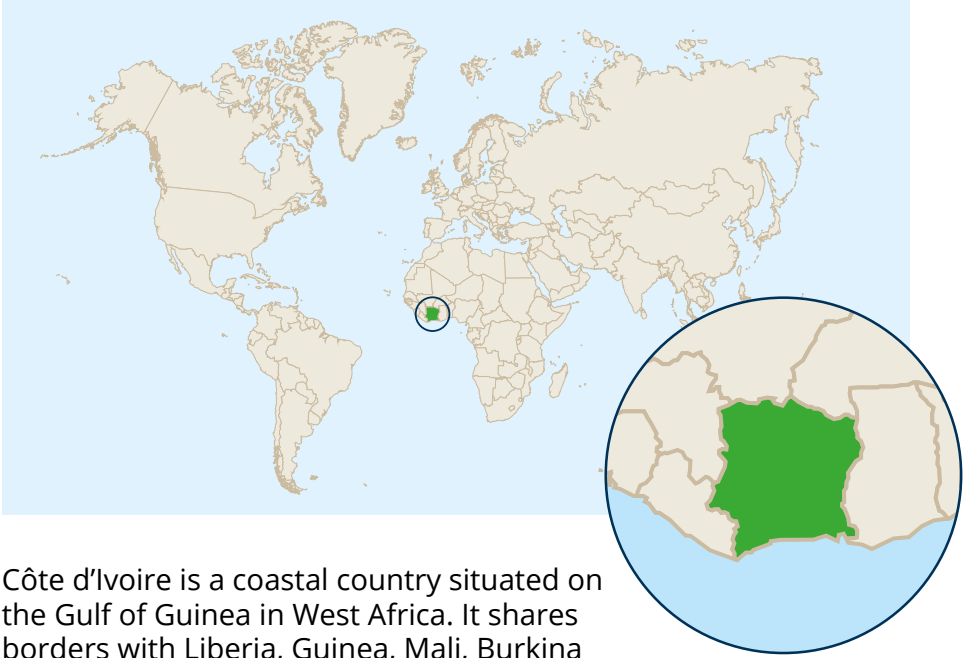 Côte d’Ivoire is a coastal country situated on
the Gulf of Guinea in West Africa. It shares
borders with Liberia, Guinea, Mali, Burkina